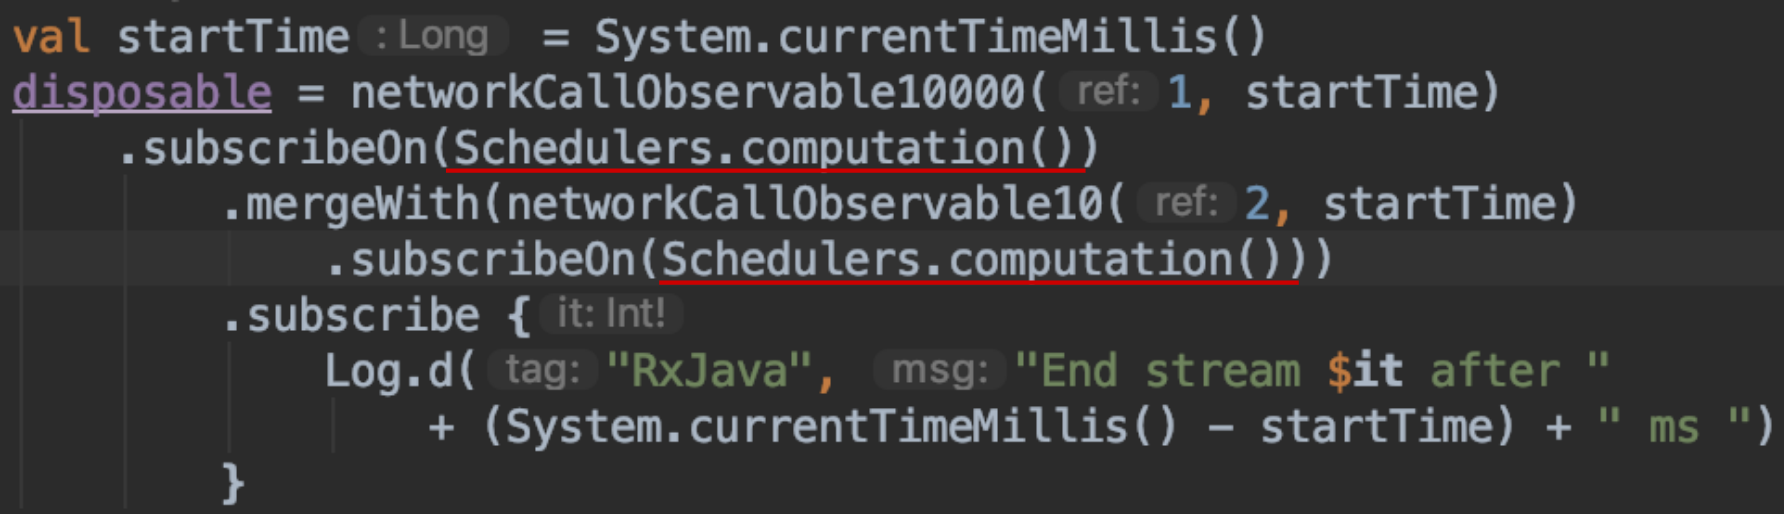 val startTime : Long = System.currentTimeMillis()
disposable = networkCallObservable10000( ref: 1, startTime)
.subscribeOn(Schedulers.computation())
.mergeWith(networkCallObservable10( ref: 2, startTime)
.subscribeOn(Schedulers.computation()))
.subscribe { it: Int!
Log.d( tag: "RxJava", msg: "End stream $it after "
+ (System.currentTimeMillis() - startTime) + " ms ")
}